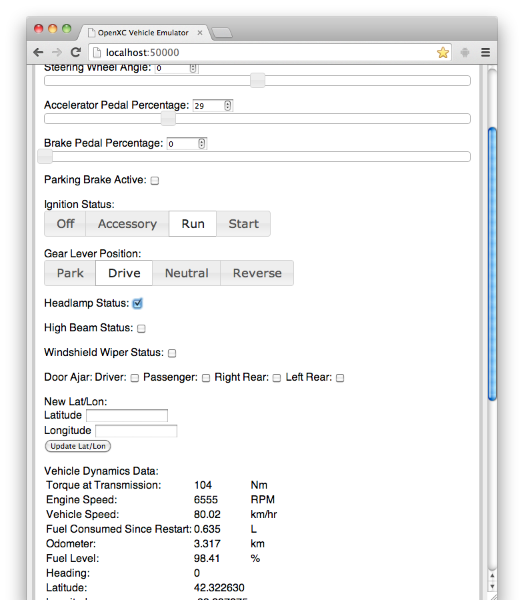 OpenXC Vehicle Emulator
localhost:50000
Steering Wheel Angle: 0
Accelerator Pedal Percentage: 29
Brake Pedal Percentage: 0
Parking Brake Active:
Ignition Status:
Off Accessory Run Start
Gear Lever Position:
Park Drive Neutral Reverse
Headlamp Status:
High Beam Status:
Windshield Wiper Status:
Door Ajar: Driver: Passenger: Right Rear: Left Rear:
New Lat/Lon:
Latitude
Longitude
Update Lat/Lon
Vehicle Dynamics Data:
Torque at Transmission: 104 Nm
Engine Speed: 6555 RPM
Vehicle Speed: 80.02 km/hr
Fuel Consumed Since Restart: 0.635 L
Odometer: 3.317 km
Fuel Level: 98.41 %
Heading: 0
Latitude: 42.322630